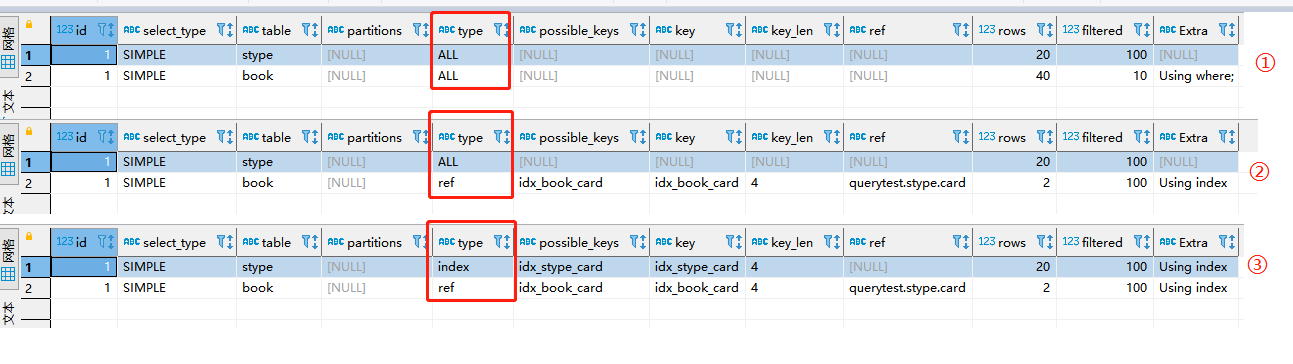 网格 123 id ABC select_type ABC table ABC partitions ABC type ABC possible_keys ABC key ABC key_len ABC ref 123 rows 123 filtered ABC Extra
1 1 SIMPLE stype [NULL] ALL [NULL] [NULL] [NULL] [NULL] 20 100 [NULL] ①
2 1 SIMPLE book [NULL] ALL [NULL] [NULL] [NULL] [NULL] 40 10 Using where;
文本
网格 123 id ABC select_type ABC table ABC partitions ABC type ABC possible_keys ABC key ABC key_len ABC ref 123 rows 123 filtered ABC Extra
1 1 SIMPLE stype [NULL] ALL [NULL] [NULL] [NULL] [NULL] 20 100 [NULL] ②
2 1 SIMPLE book [NULL] ref idx_book_card idx_book_card 4 querytest.stype.card 2 100 Using index
文本
网格 123 id ABC select_type ABC table ABC partitions ABC type ABC possible_keys ABC key ABC key_len ABC ref 123 rows 123 filtered ABC Extra
1 1 SIMPLE stype [NULL] index idx_stype_card idx_stype_card 4 [NULL] 20 100 Using index ③
2 1 SIMPLE book [NULL] ref idx_book_card idx_book_card 4 querytest.stype.card 2 100 Using index
文本